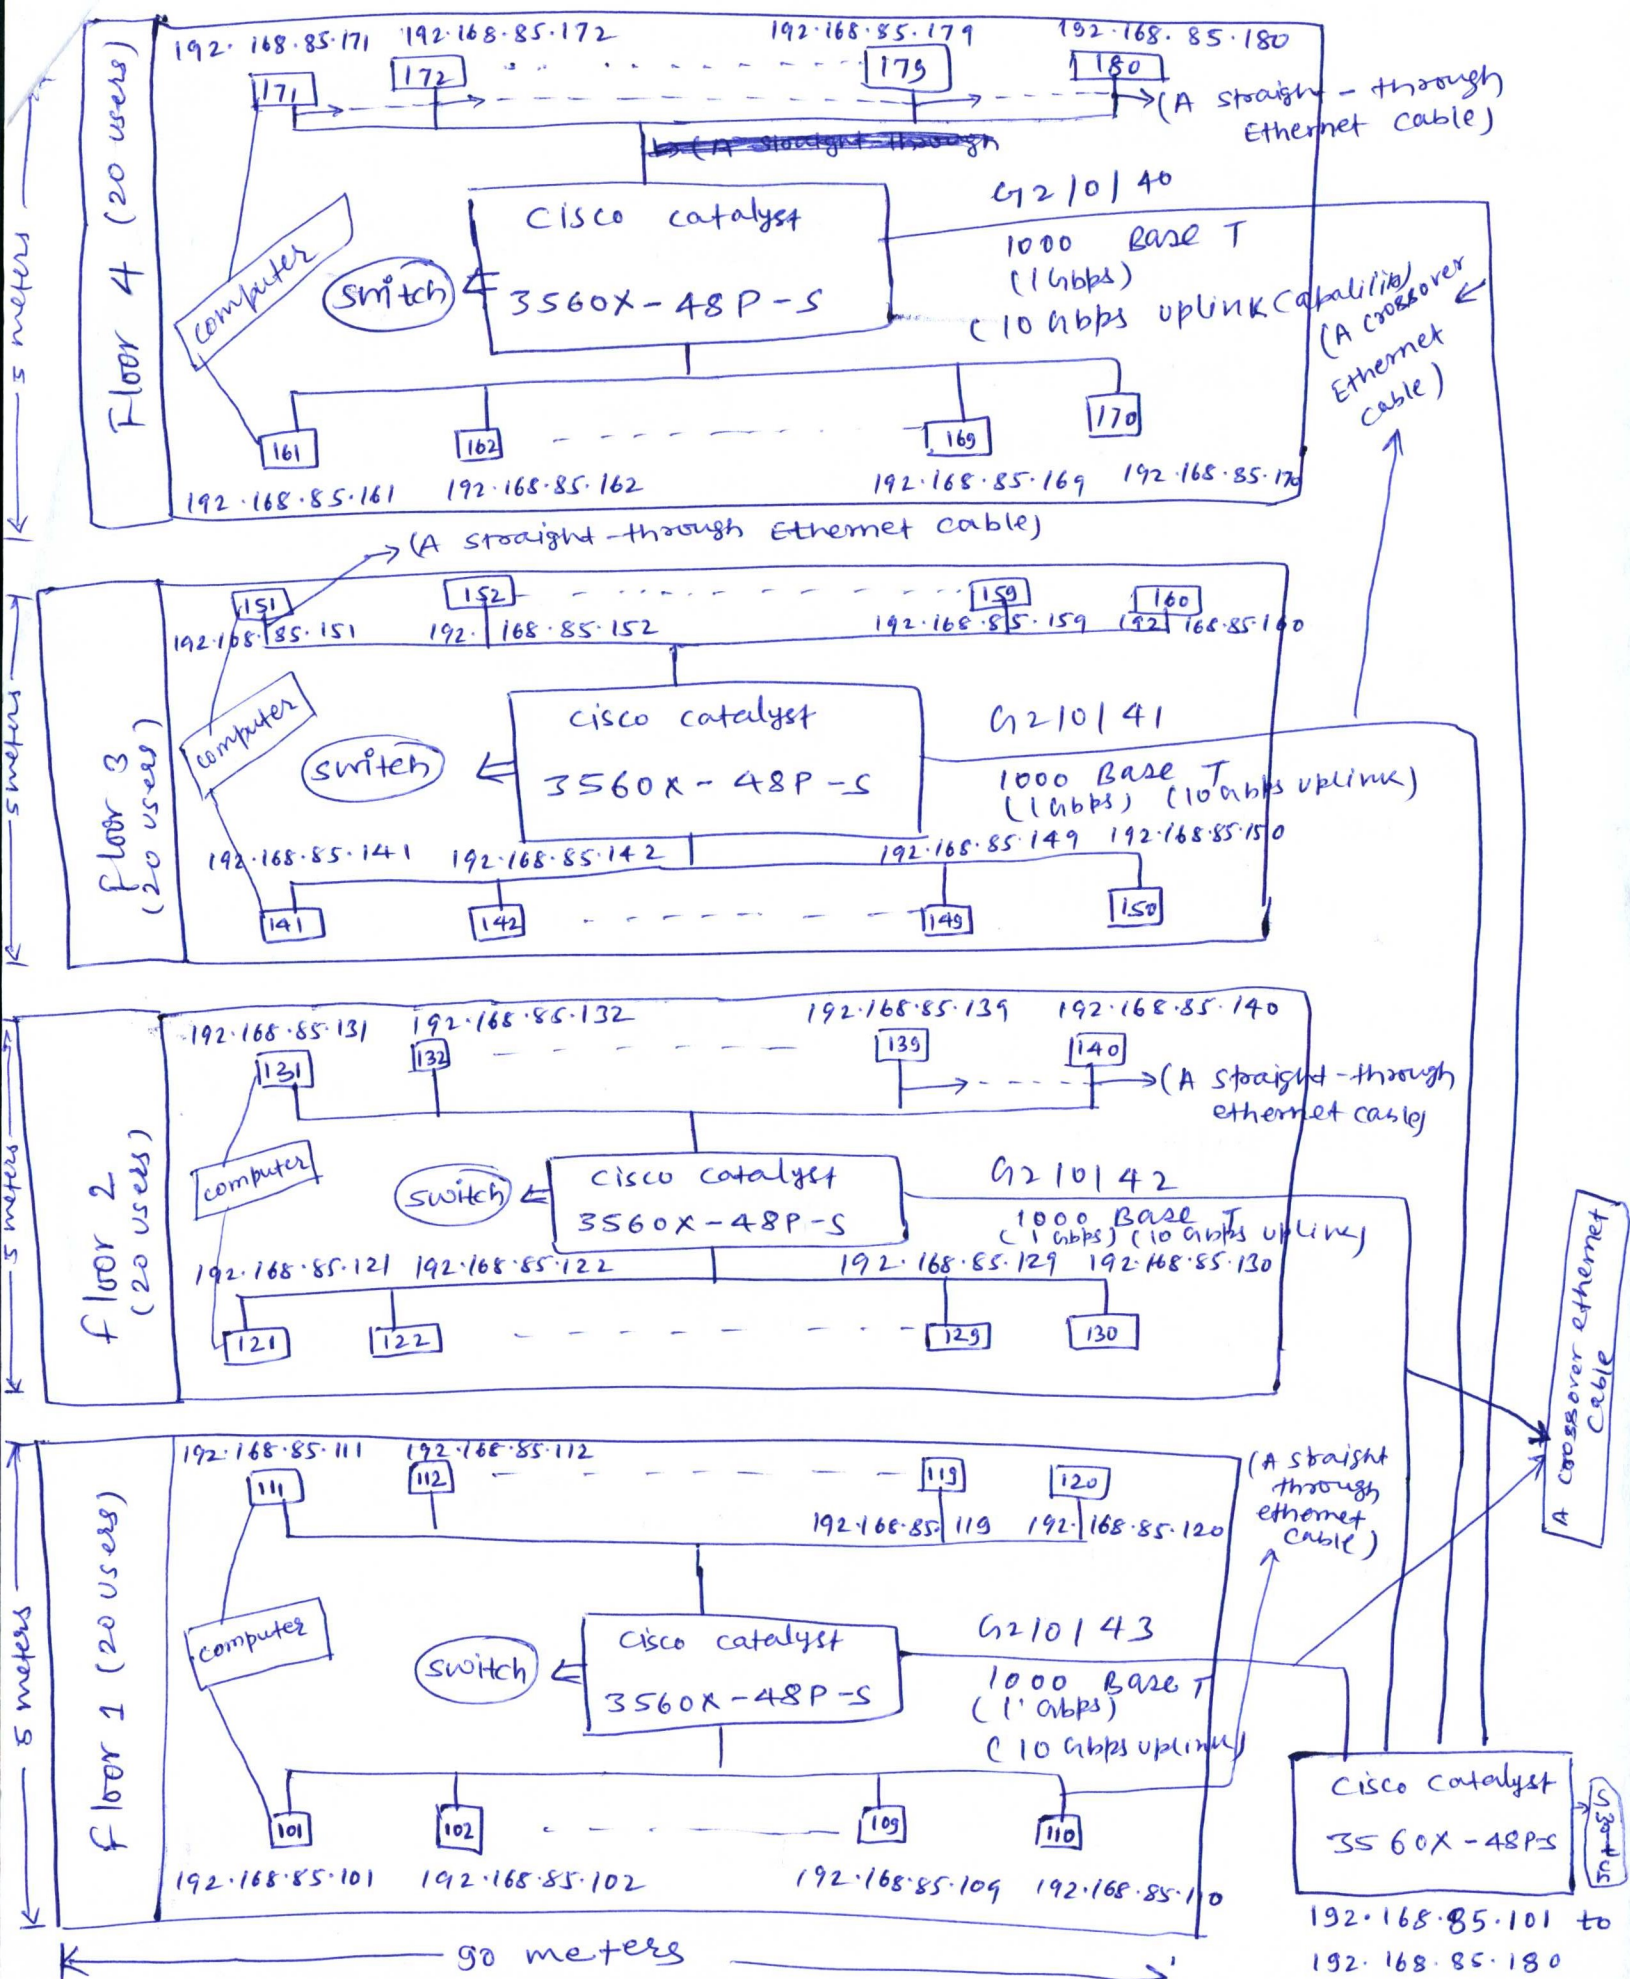 192.168.85.171 192.168.85.172 192.168.85.179 192.168.85.180
171 172 179 180
(A straight-through
Ethernet cable)
Floor 4 (20 users)
5 meters
G2/0/40
Cisco Catalyst
3560X-48P-S
switch
computer
1000 Base T
(1 Gbps)
(10 Gbps uplink capability)
(A crossover
Ethernet
cable)
161 162 169 170
192.168.85.161 192.168.85.162 192.168.85.169 192.168.85.170
(A straight-through Ethernet cable)
151 152 159 160
192.168.85.151 192.168.85.152 192.168.85.159 192.168.85.160
Floor 3
(20 users)
5 meters
computer
switch
Cisco Catalyst
3560X-48P-S
G2/0/41
1000 Base T
(1 Gbps) (10 Gbps uplink)
192.168.85.141 192.168.85.142 192.168.85.149 192.168.85.150
141 142 149 150
192.168.85.131 192.168.85.132 192.168.85.139 192.168.85.140
131 132 139 140
(A straight-through
ethernet cable)
Floor 2
(20 users)
5 meters
computer
switch
Cisco Catalyst
3560X-48P-S
G2/0/42
1000 Base T
(1 Gbps) (10 Gbps uplink)
192.168.85.121 192.168.85.122 192.168.85.129 192.168.85.130
121 122 129 130
A crossover ethernet
cable
192.168.85.111 192.168.85.112
111 112 119 120
192.168.85.119 192.168.85.120
(A straight
through
ethernet
cable)
Floor 1 (20 users)
5 meters
computer
switch
Cisco Catalyst
3560X-48P-S
G2/0/43
1000 Base T
(1 Gbps)
(10 Gbps uplink)
101 102 109 110
192.168.85.101 192.168.85.102 192.168.85.109 192.168.85.110
Cisco Catalyst
3560X-48P-S
192.168.85.101 to
192.168.85.180
90 meters